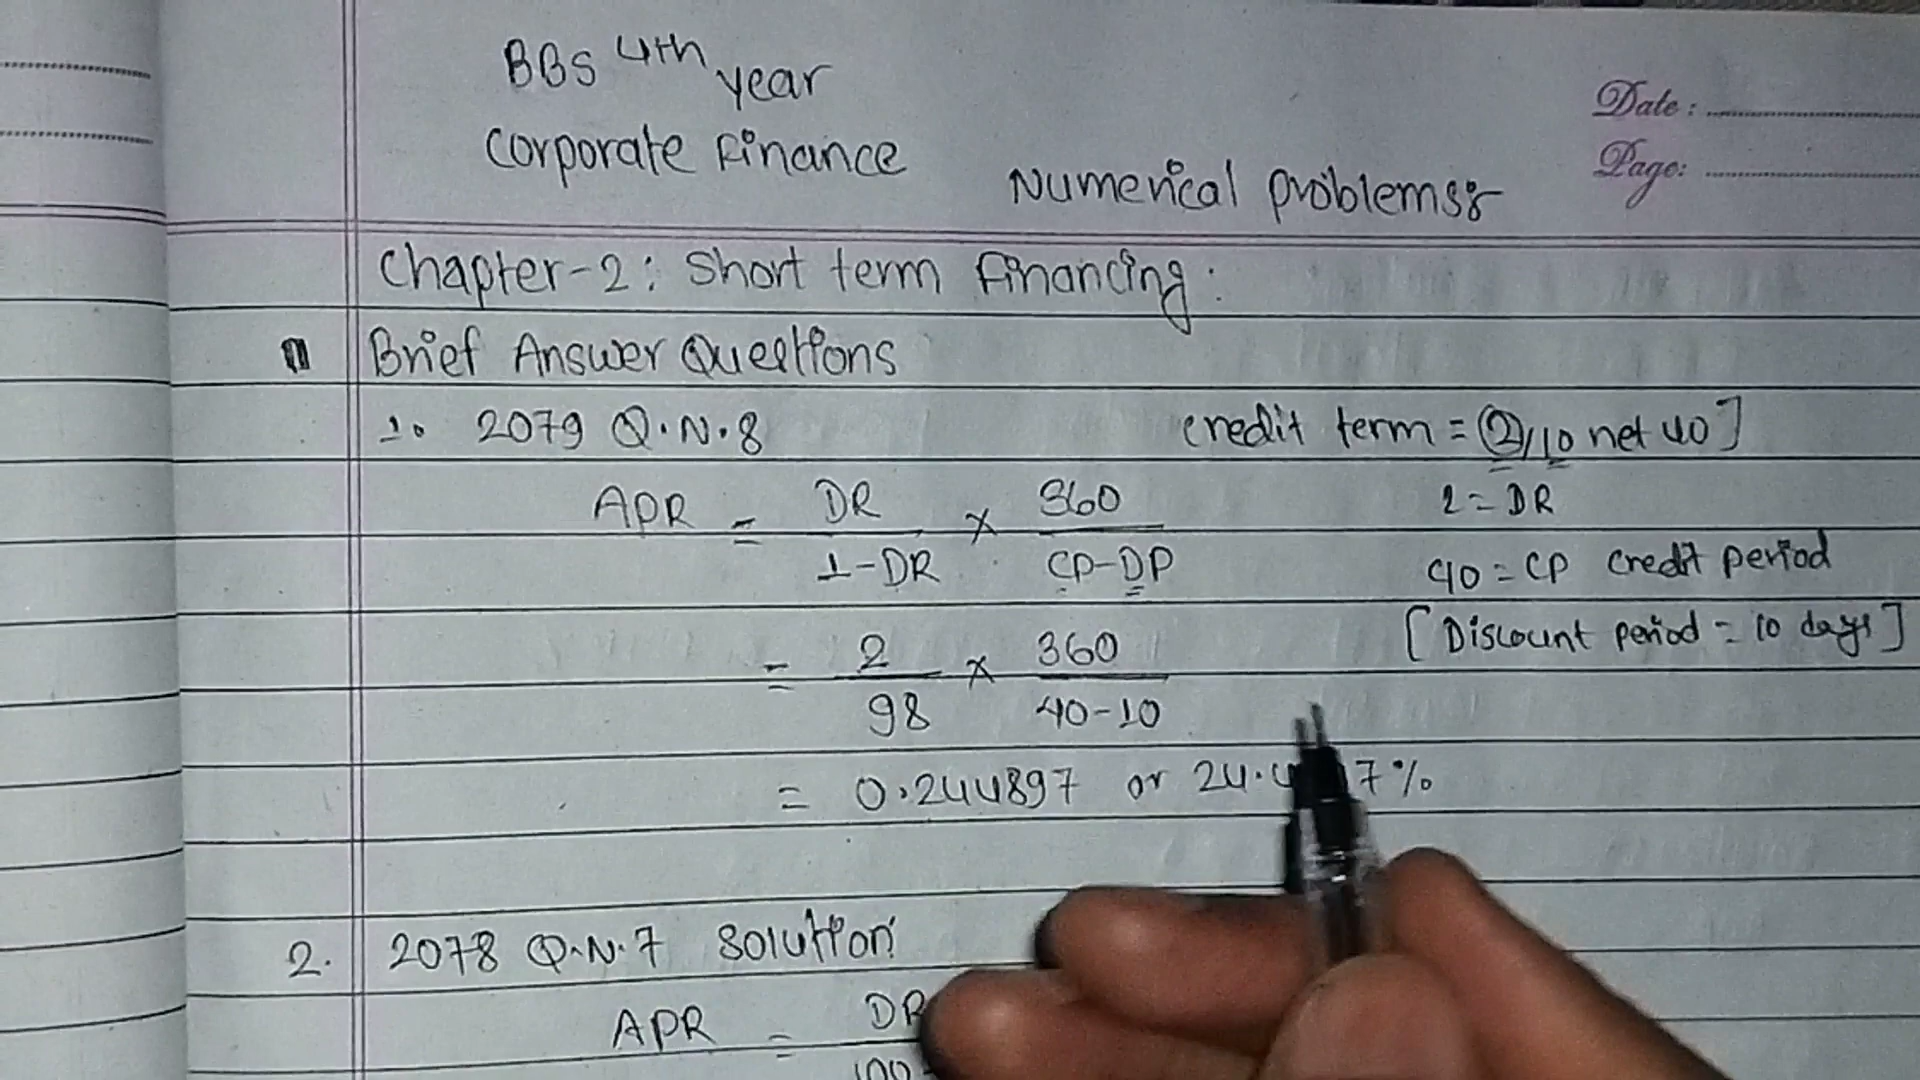 BBS 4th year
Corporate Finance
Numerical problems:-
Date:
Page:
Chapter-2: Short term Financing:
Brief Answer Questions
1. 2079 Q.N.8
credit term = 2/10 net 40]
APR = DR / 1-DR × 360 / CP-DP
2 = DR
40 = CP credit period
[Discount period = 10 days]
= 2 / 98 × 360 / 40-10
= 0.244897 or 24. 7%
2. 2078 Q.N.7 Solution
APR = DR
100